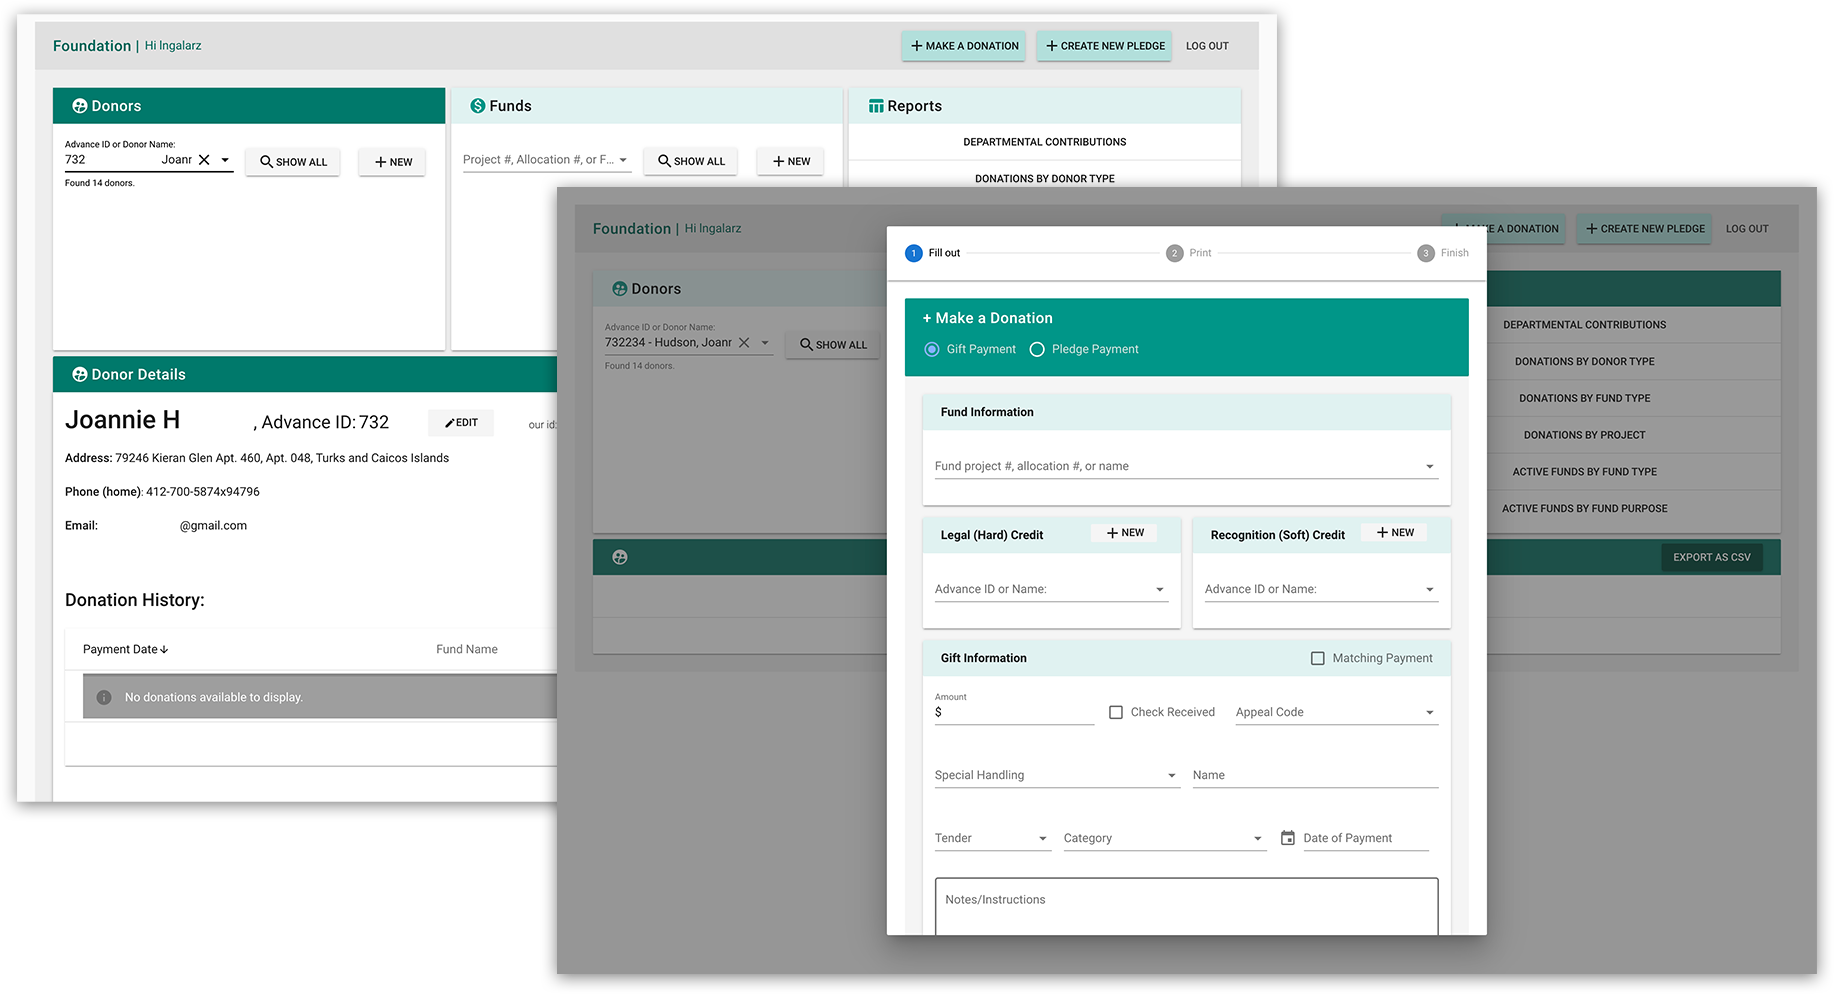 Foundation | Hi Ingalarz
+ MAKE A DONATION
+ CREATE NEW PLEDGE
LOG OUT
Donors
Advance ID or Donor Name:
732 Joanr
SHOW ALL
+ NEW
Found 14 donors.
Funds
Project #, Allocation #, or F...
SHOW ALL
+ NEW
Reports
DEPARTMENTAL CONTRIBUTIONS
DONATIONS BY DONOR TYPE
Donor Details
Joannie H , Advance ID: 732
EDIT
our id:
Address: 79246 Kieran Glen Apt. 460, Apt. 048, Turks and Caicos Islands
Phone (home): 412-700-5874x94796
Email: @gmail.com
Donation History:
Payment Date Fund Name
No donations available to display.
Foundation | Hi Ingalarz
E A DONATION
+ CREATE NEW PLEDGE
LOG OUT
Donors
Advance ID or Donor Name:
732234 - Hudson, Joanr
SHOW ALL
Found 14 donors.
DEPARTMENTAL CONTRIBUTIONS
DONATIONS BY DONOR TYPE
DONATIONS BY FUND TYPE
DONATIONS BY PROJECT
ACTIVE FUNDS BY FUND TYPE
ACTIVE FUNDS BY FUND PURPOSE
EXPORT AS CSV
1 Fill out
2 Print
3 Finish
+ Make a Donation
Gift Payment
Pledge Payment
Fund Information
Fund project #, allocation #, or name
Legal (Hard) Credit
+ NEW
Advance ID or Name:
Recognition (Soft) Credit
+ NEW
Advance ID or Name:
Gift Information
Matching Payment
Amount
$
Check Received
Appeal Code
Special Handling
Name
Tender
Category
Date of Payment
Notes/Instructions